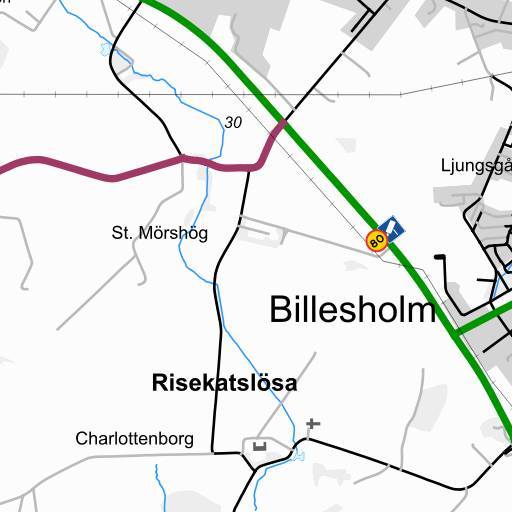 30
Ljungsgå
St. Mörshög
80
Billesholm
Risekatslösa
Charlottenborg